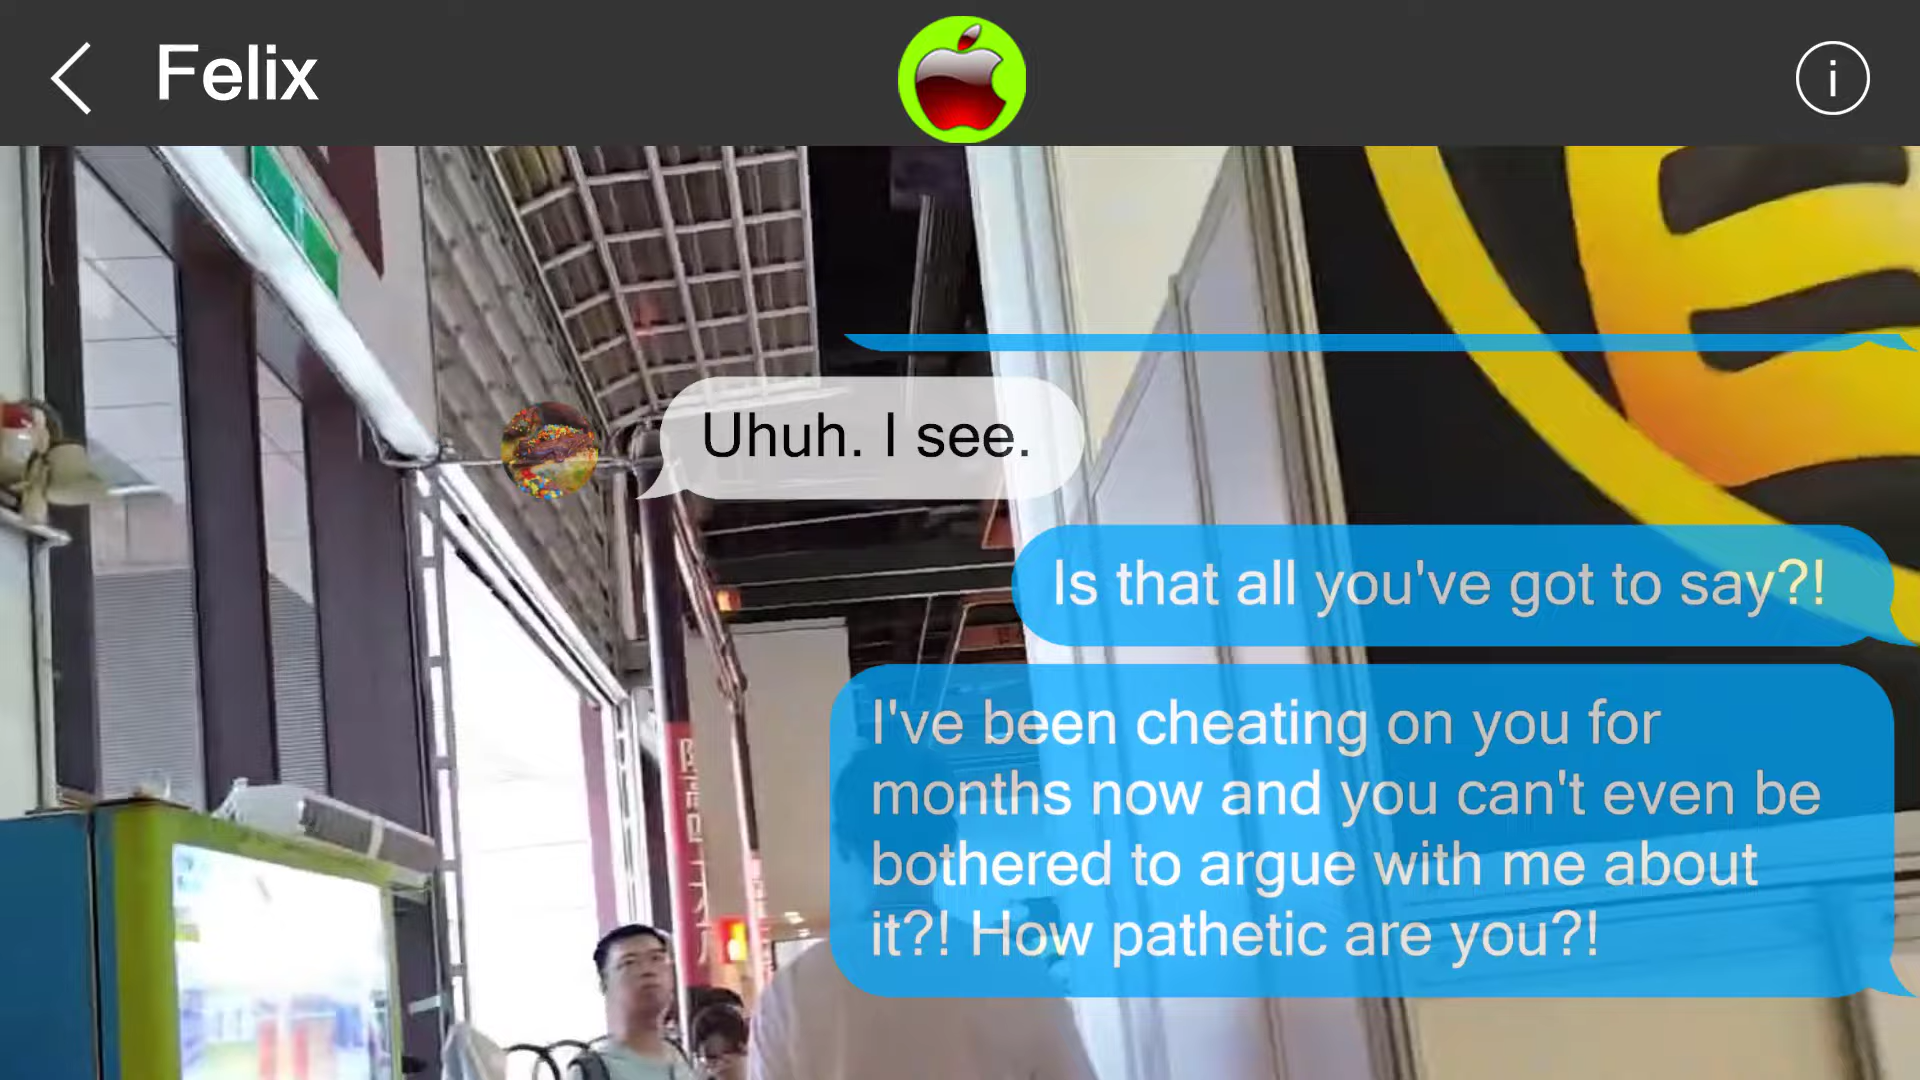 Felix
i
Uhuh. I see.
Is that all you've got to say?!
I've been cheating on you for
months now and you can't even be
bothered to argue with me about
it?! How pathetic are you?!